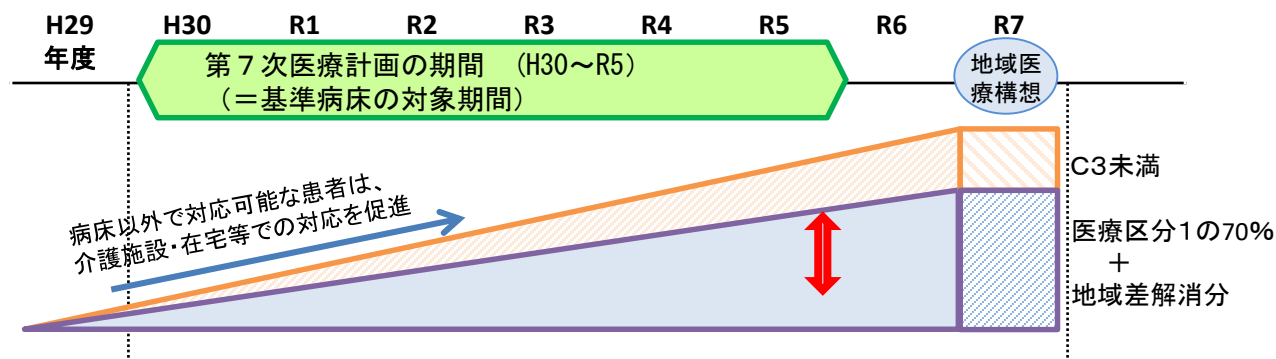 H29 H30 R1 R2 R3 R4 R5 R6 R7
年度
第７次医療計画の期間　（H30～R5）
（＝基準病床の対象期間）
地域医
療構想
病床以外で対応可能な患者は、
介護施設・在宅等での対応を促進
C３未満
医療区分１の70%
＋
地域差解消分